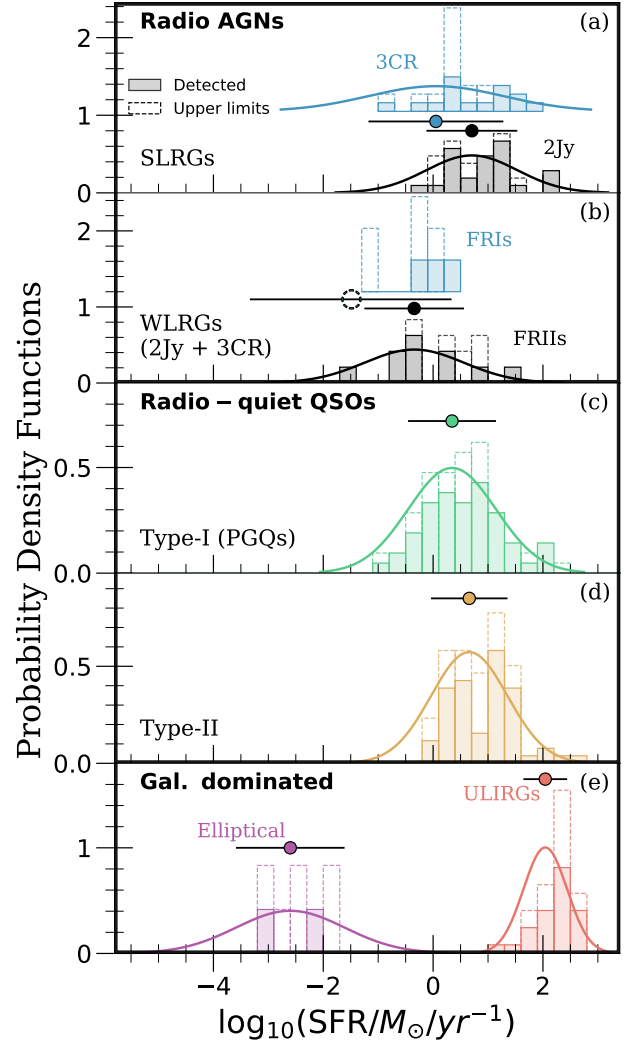 Radio AGNs
(a)
2
3CR
Detected
Upper limits
1
2Jy
SLRGs
0
(b)
2
FRIs
1
WLRGs
(2Jy + 3CR)
FRIIs
0
Radio − quiet QSOs
(c)
0.5
Type-I (PGQs)
0.0
(d)
0.5
Type-II
0.0
Gal. dominated
(e)
ULIRGs
Elliptical
1
0
−4 −2 0 2
log₁₀(SFR/M⊙/yr⁻¹)
Probability Density Functions